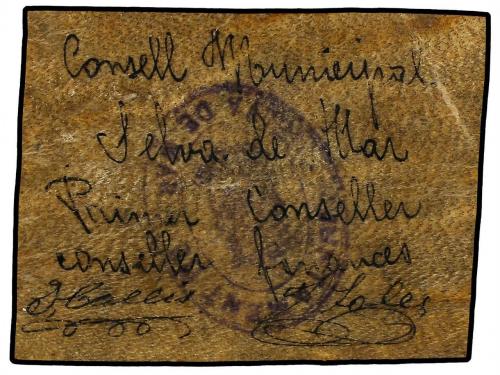 Consell Municipal.
Selva de Mar
Primer Conseller
conseller finances